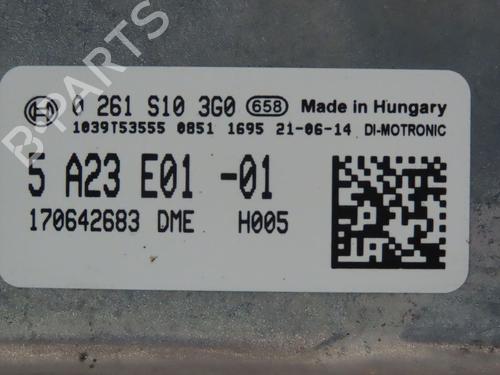 B-PARTS
0 261 S10 3G0 658 Made in Hungary
1039T53555 0851 1695 21-06-14 DI-MOTRONIC
5 A23 E01 -01
170642683 DME H005
B-PARTS